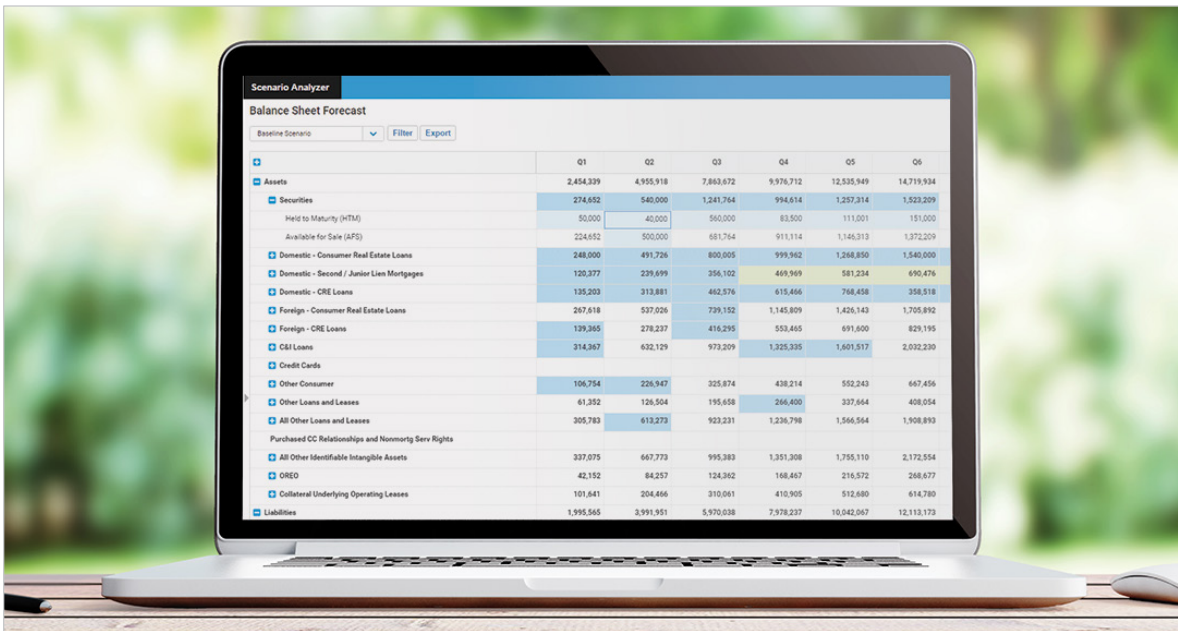 Scenario Analyzer
Balance Sheet Forecast
Baseline Scenario Filter Export
Q1 Q2 Q3 Q4 Q5 Q6
Assets 2,454,339 4,955,918 7,863,672 9,976,712 12,535,949 14,719,934
Securities 274,652 540,000 1,241,764 994,614 1,257,314 1,523,209
Held to Maturity (HTM) 50,000 40,000 560,000 83,500 111,001 151,000
Available for Sale (AFS) 224,652 500,000 681,764 911,114 1,146,313 1,372,209
Domestic - Consumer Real Estate Loans 248,000 491,726 800,005 999,962 1,268,850 1,540,000
Domestic - Second / Junior Lien Mortgages 120,377 239,699 356,102 469,969 581,234 690,476
Domestic - CRE Loans 135,203 313,881 462,576 615,466 768,458 358,518
Foreign - Consumer Real Estate Loans 267,618 537,026 739,152 1,145,809 1,426,143 1,705,892
Foreign - CRE Loans 139,365 278,237 416,295 553,465 691,600 829,195
C&I Loans 314,367 632,129 973,209 1,325,335 1,601,517 2,032,230
Credit Cards
Other Consumer 106,754 226,947 325,874 438,214 552,243 667,456
Other Loans and Leases 61,352 126,504 195,658 266,400 337,664 408,054
All Other Loans and Leases 305,783 613,273 923,231 1,236,798 1,566,564 1,908,893
Purchased CC Relationships and Nonmortg Serv Rights
All Other Identifiable Intangible Assets 337,075 667,773 995,383 1,351,308 1,755,110 2,172,554
OREO 42,152 84,257 124,362 168,467 216,572 268,677
Collateral Underlying Operating Leases 101,641 204,466 310,061 410,905 512,680 614,780
Liabilities 1,995,565 3,991,951 5,970,038 7,978,237 10,042,067 12,113,173